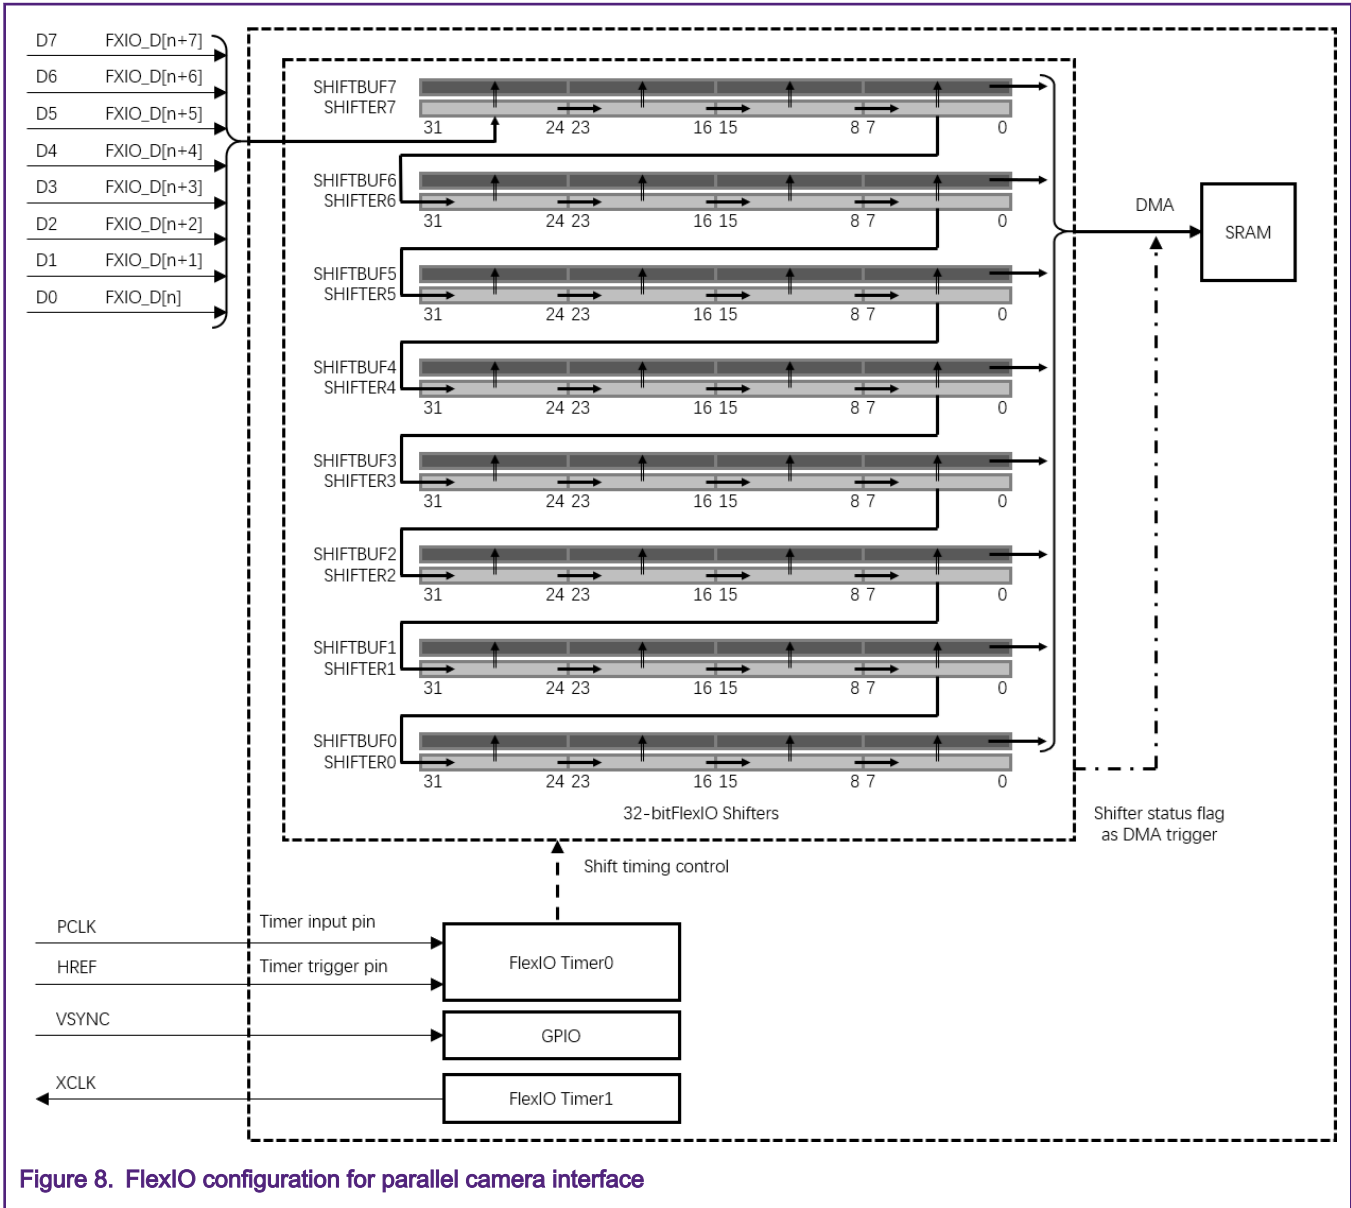 D7 FXIO_D[n+7]
D6 FXIO_D[n+6]
D5 FXIO_D[n+5]
D4 FXIO_D[n+4]
D3 FXIO_D[n+3]
D2 FXIO_D[n+2]
D1 FXIO_D[n+1]
D0 FXIO_D[n]
SHIFTBUF7
SHIFTER7
31 24 23 16 15 8 7 0
SHIFTBUF6
SHIFTER6
31 24 23 16 15 8 7 0
SHIFTBUF5
SHIFTER5
31 24 23 16 15 8 7 0
SHIFTBUF4
SHIFTER4
31 24 23 16 15 8 7 0
SHIFTBUF3
SHIFTER3
31 24 23 16 15 8 7 0
SHIFTBUF2
SHIFTER2
31 24 23 16 15 8 7 0
SHIFTBUF1
SHIFTER1
31 24 23 16 15 8 7 0
SHIFTBUF0
SHIFTER0
31 24 23 16 15 8 7 0
32-bitFlexIO Shifters
DMA
SRAM
Shifter status flag
as DMA trigger
Shift timing control
PCLK Timer input pin
HREF Timer trigger pin
FlexIO Timer0
VSYNC
GPIO
XCLK
FlexIO Timer1
Figure 8. FlexIO configuration for parallel camera interface